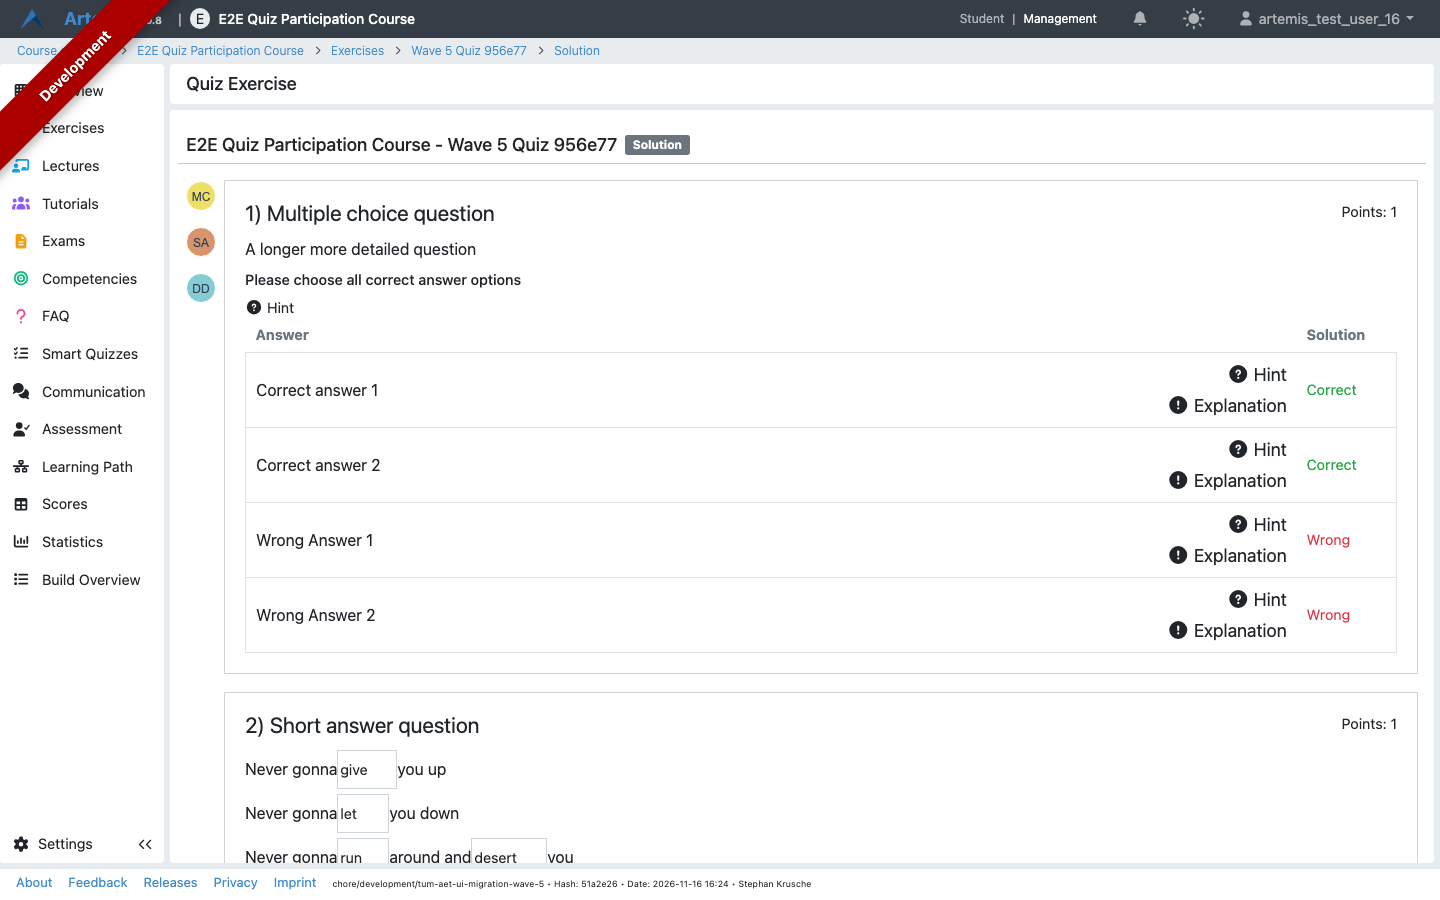 Development
E E2E Quiz Participation Course
Student | Management
artemis_test_user_16
Course
E2E Quiz Participation Course
Exercises
Wave 5 Quiz 956e77
Solution
Exercises
Lectures
Tutorials
Exams
Competencies
FAQ
Smart Quizzes
Communication
Assessment
Learning Path
Scores
Statistics
Build Overview
Settings
Quiz Exercise
E2E Quiz Participation Course - Wave 5 Quiz 956e77 Solution
MC
SA
DD
1) Multiple choice question
Points: 1
A longer more detailed question
Please choose all correct answer options
Hint
Answer Solution
Correct answer 1
Hint
Explanation
Correct
Correct answer 2
Hint
Explanation
Correct
Wrong Answer 1
Hint
Explanation
Wrong
Wrong Answer 2
Hint
Explanation
Wrong
2) Short answer question
Points: 1
Never gonna give you up
Never gonna let you down
Never gonna run around and desert you
About Feedback Releases Privacy Imprint
chore/development/tum-aet-ui-migration-wave-5 • Hash: 51a2e26 • Date: 2026-11-16 16:24 • Stephan Krusche